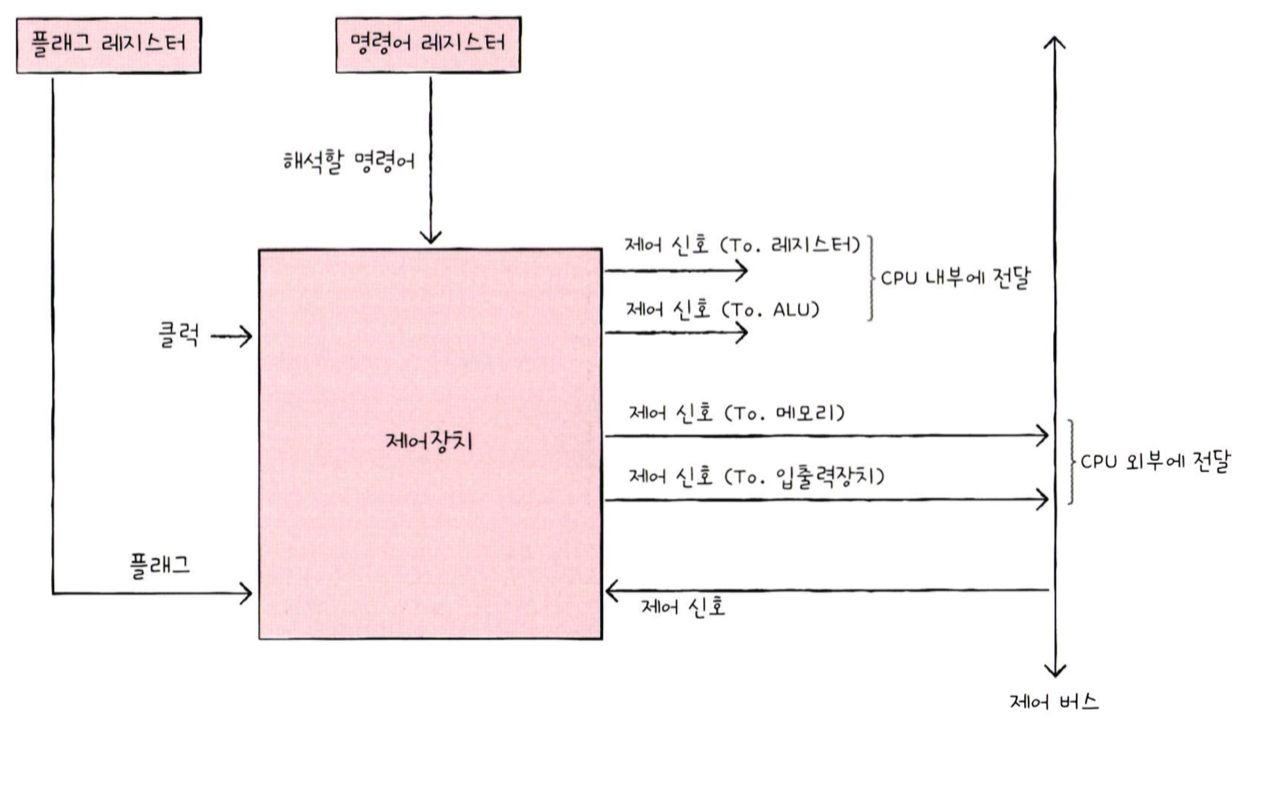 플래그 레지스터
명령어 레지스터
해석할 명령어
제어 신호 (To. 레지스터)
CPU 내부에 전달
제어 신호 (To. ALU)
클럭
제어 신호 (To. 메모리)
제어장치
CPU 외부에 전달
제어 신호 (To. 입출력장치)
플래그
제어 신호
제어 버스